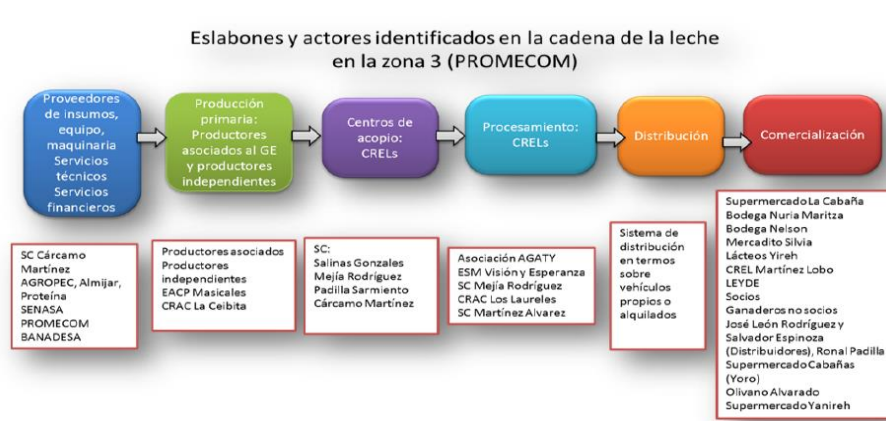 Eslabones y actores identificados en la cadena de la leche
en la zona 3 (PROMECOM)
Proveedores
de insumos,
equipo,
maquinaria
Servicios
técnicos
Servicios
financieros
Producción
primaria:
Productores
asociados al GE
y productores
independientes
Centros de
acopio:
CRELs
Procesamiento:
CRELs
Distribución
Comercialización
SC Cárcamo
Martínez
AGROPEC, Almijar,
Proteína
SENASA
PROMECOM
BANADESA
Productores asociados
Productores
independientes
EACP Masicales
CRAC La Ceibita
SC:
Salinas Gonzales
Mejía Rodríguez
Padilla Sarmiento
Cárcamo Martínez
Asociación AGATY
ESM Visión y Esperanza
SC Mejía Rodríguez
CRAC Los Laureles
SC Martínez Alvarez
Sistema de
distribución
en termos
sobre
vehículos
propios o
alquilados
Supermercado La Cabaña
Bodega Nuria Maritza
Bodega Nelson
Mercadito Silvia
Lácteos Yireh
CREL Martínez Lobo
LEYDE
Socios
Ganaderos no socios
José León Rodríguez y
Salvador Espinoza
(Distribuidores), Ronal Padilla
Supermercado Cabañas
(Yoro)
Olivano Alvarado
Supermercado Yanireh